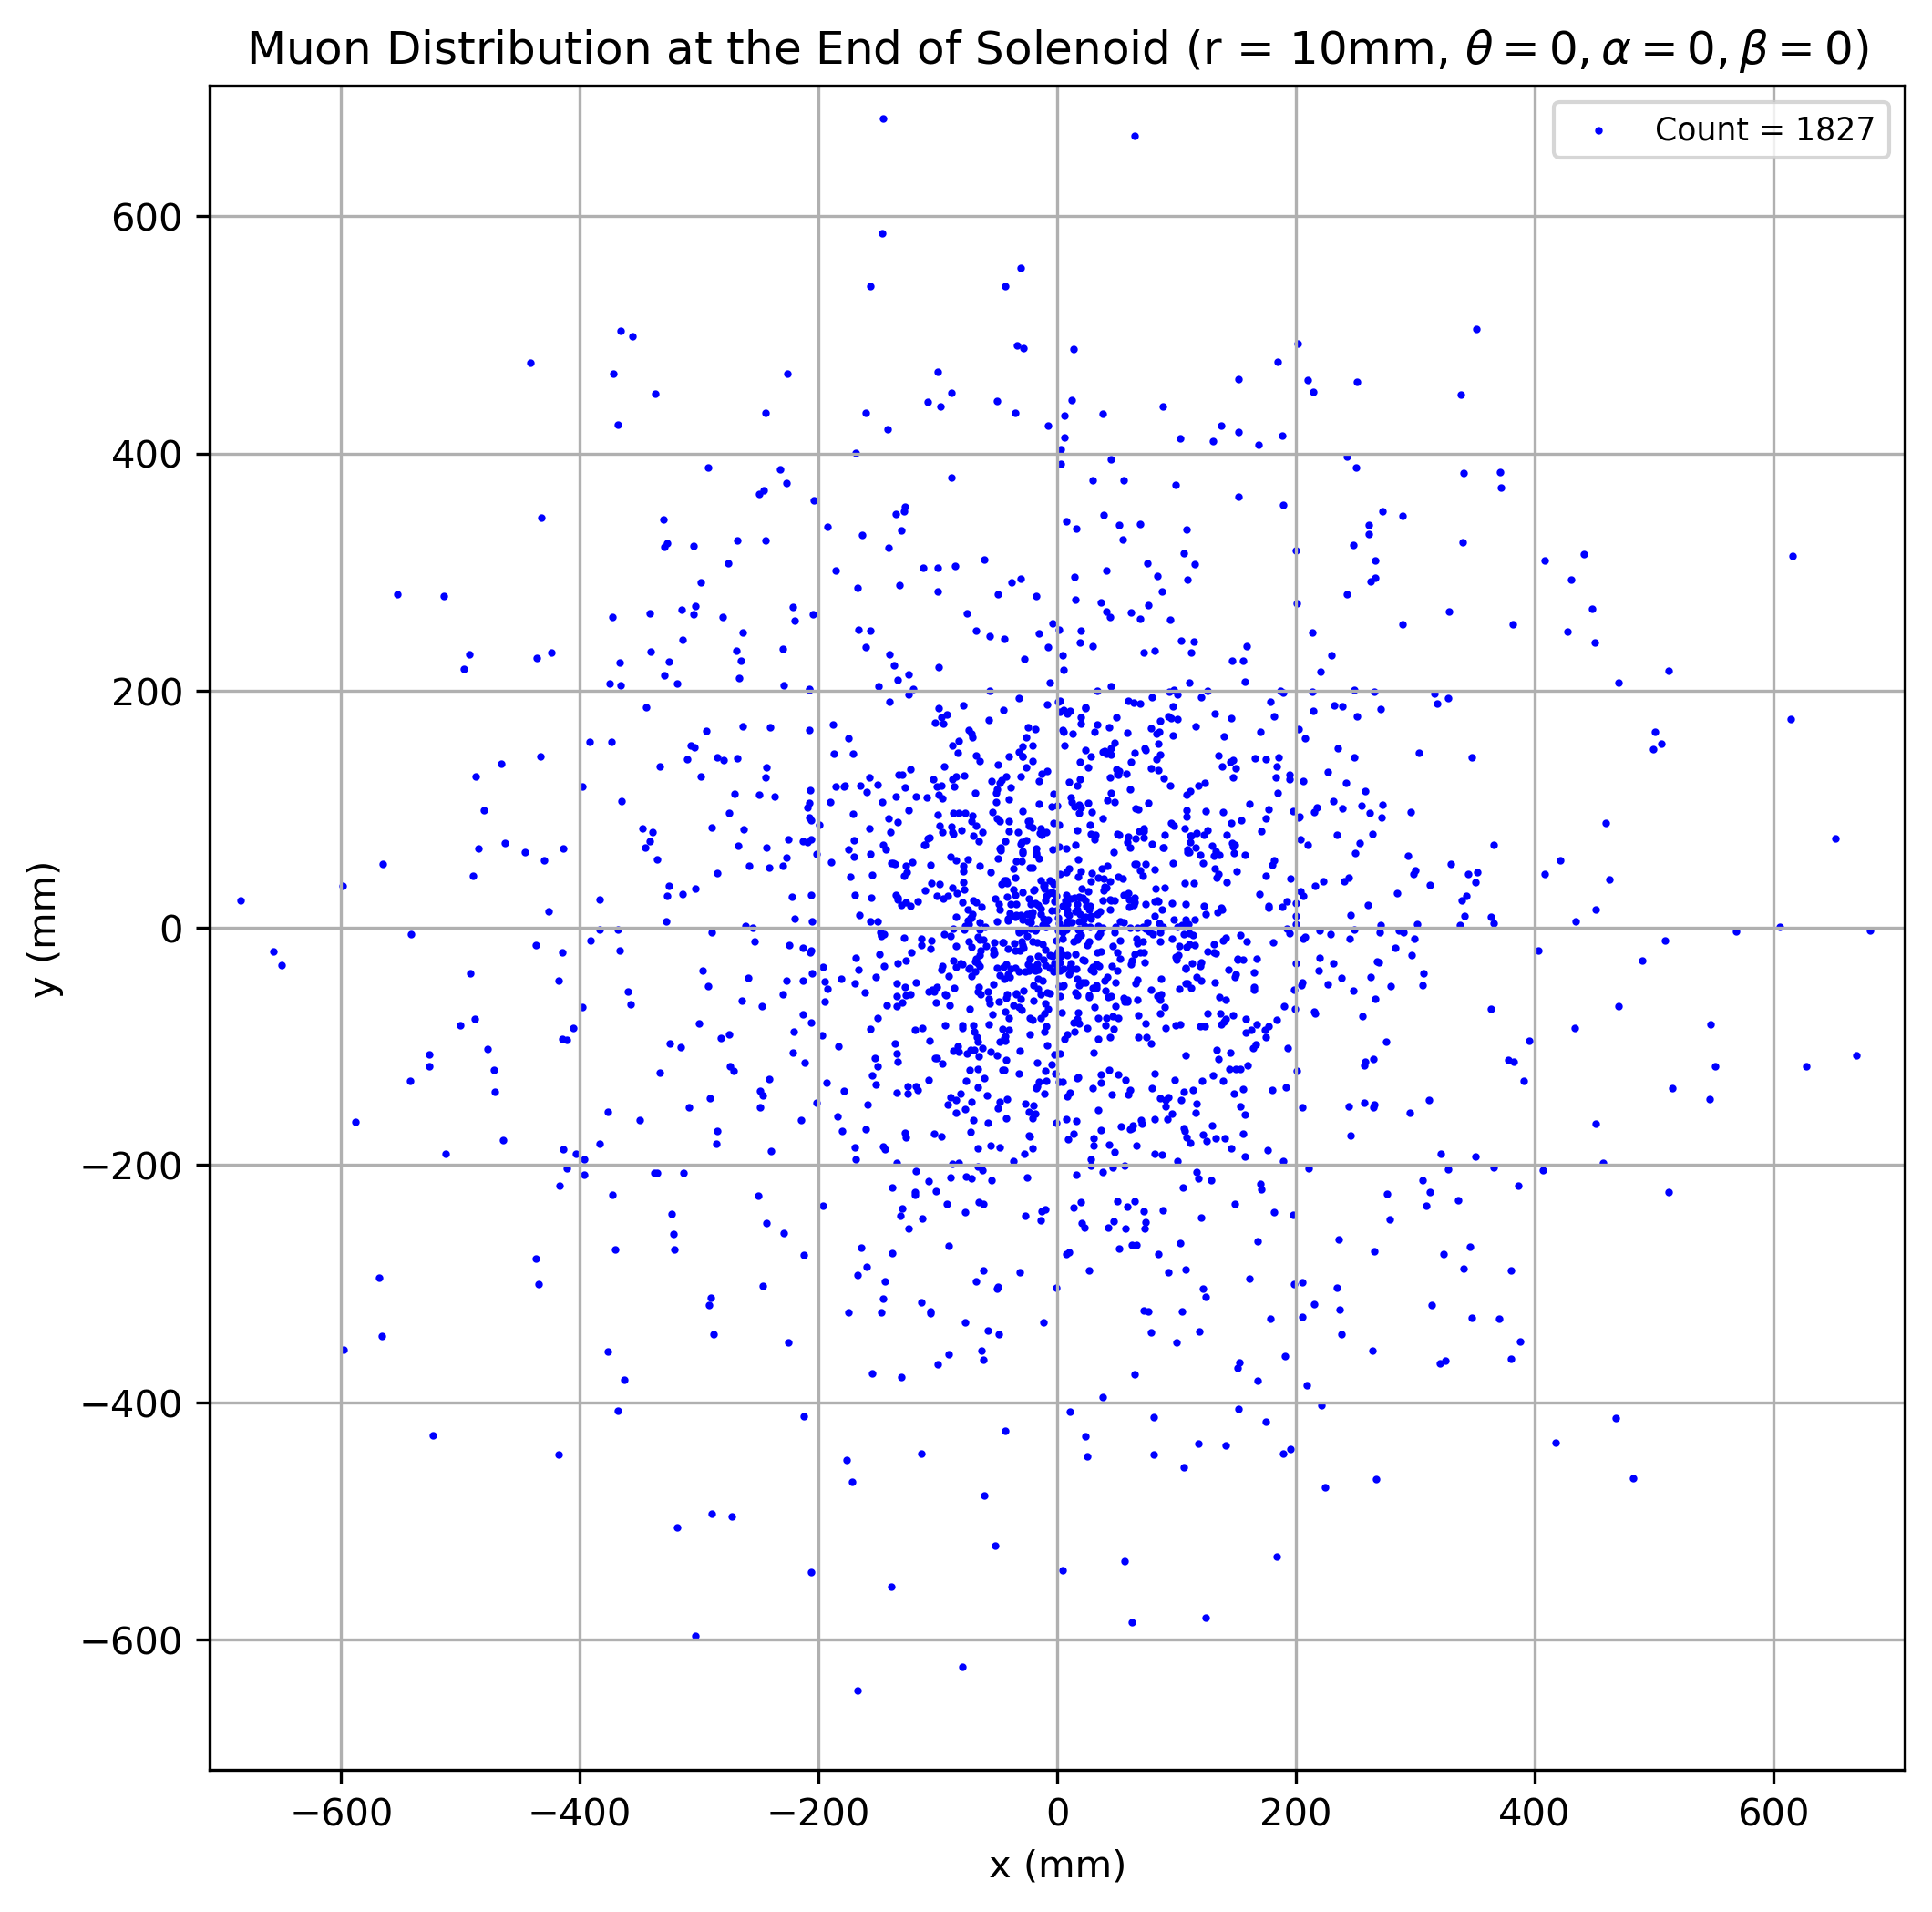 Muon Distribution at the End of Solenoid (r = 10mm, θ = 0, α = 0, β = 0)
Count = 1827
600
400
200
0
−200
−400
−600
y (mm)
−600 −400 −200 0 200 400 600
x (mm)